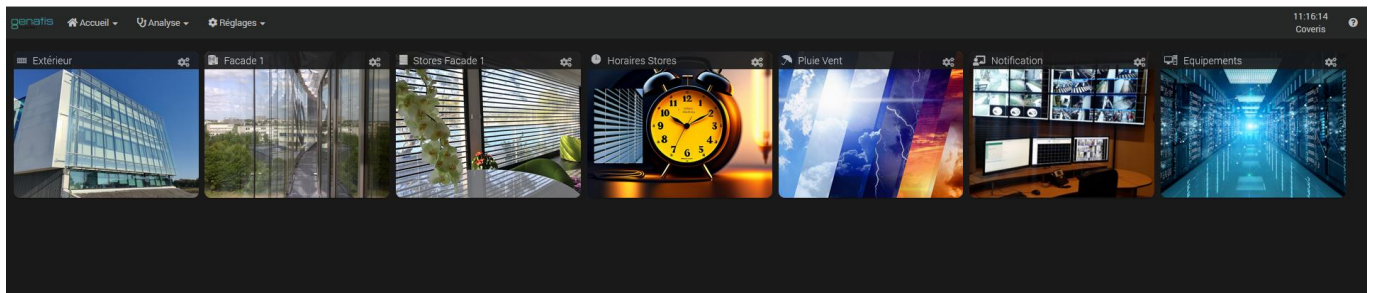 genatis Accueil Analyse Réglages 11:16:14
Coveris
Extérieur Facade 1 Stores Facade 1 Horaires Stores Pluie Vent Notification Equipements